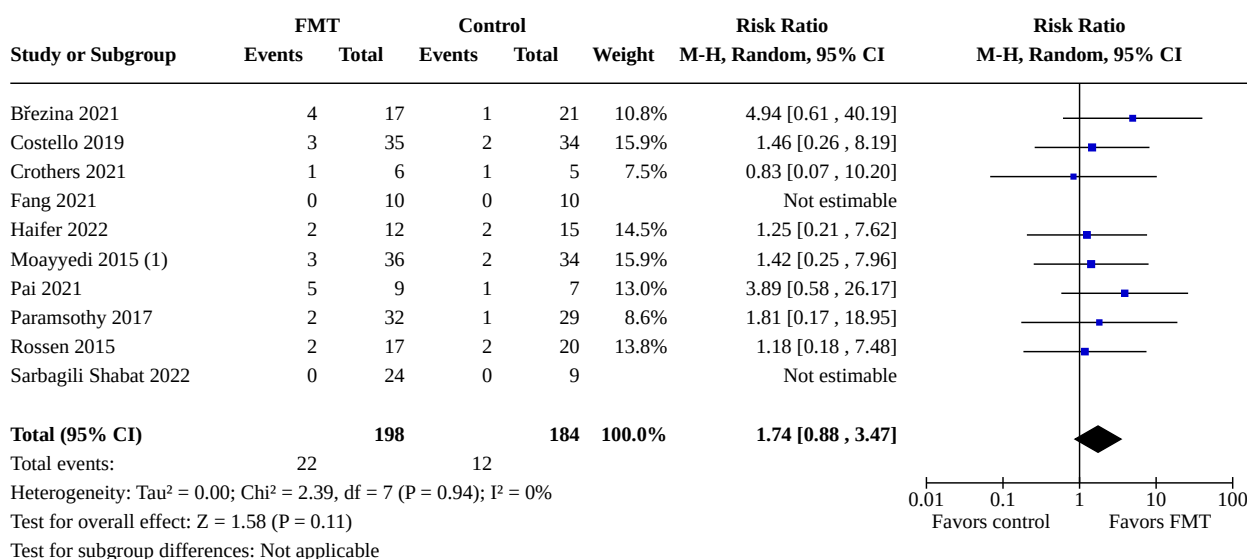 FMT Control Risk Ratio Risk Ratio
Study or Subgroup Events Total Events Total Weight M-H, Random, 95% CI M-H, Random, 95% CI
Březina 2021 4 17 1 21 10.8% 4.94 [0.61 , 40.19]
Costello 2019 3 35 2 34 15.9% 1.46 [0.26 , 8.19]
Crothers 2021 1 6 1 5 7.5% 0.83 [0.07 , 10.20]
Fang 2021 0 10 0 10 Not estimable
Haifer 2022 2 12 2 15 14.5% 1.25 [0.21 , 7.62]
Moayyedi 2015 (1) 3 36 2 34 15.9% 1.42 [0.25 , 7.96]
Pai 2021 5 9 1 7 13.0% 3.89 [0.58 , 26.17]
Paramsothy 2017 2 32 1 29 8.6% 1.81 [0.17 , 18.95]
Rossen 2015 2 17 2 20 13.8% 1.18 [0.18 , 7.48]
Sarbagili Shabat 2022 0 24 0 9 Not estimable
Total (95% CI) 198 184 100.0% 1.74 [0.88 , 3.47]
Total events: 22 12
Heterogeneity: Tau² = 0.00; Chi² = 2.39, df = 7 (P = 0.94); I² = 0%
Test for overall effect: Z = 1.58 (P = 0.11)
Test for subgroup differences: Not applicable
0.01 0.1 1 10 100
Favors control Favors FMT